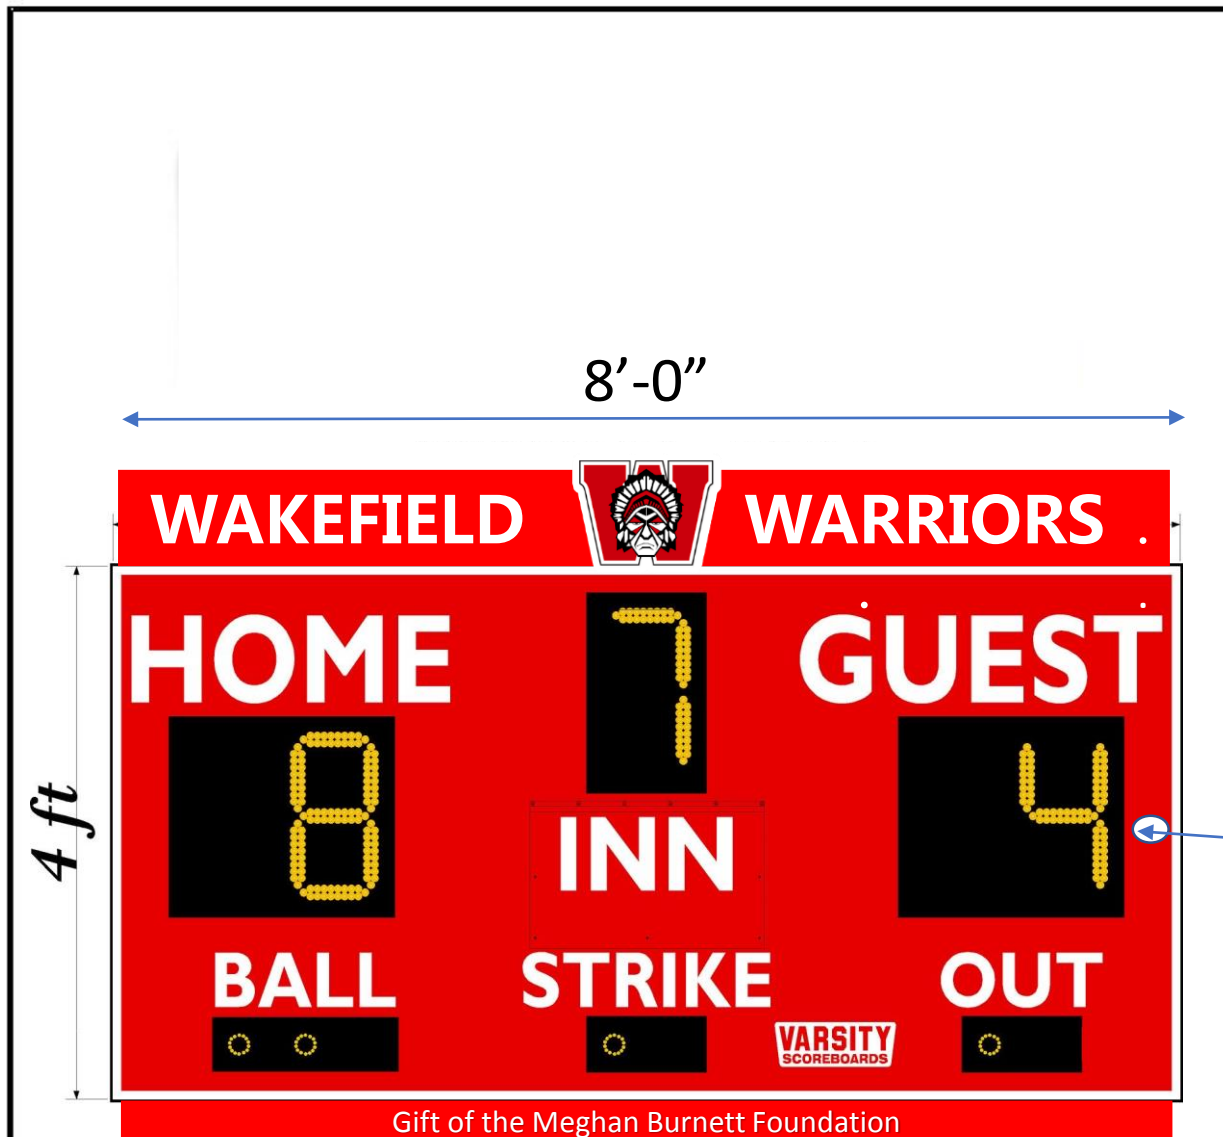 8’-0”
WAKEFIELD WARRIORS
HOME 7 GUEST
8 4
4 ft
INN
BALL STRIKE OUT
VARSITY
SCOREBOARDS
Gift of the Meghan Burnett Foundation